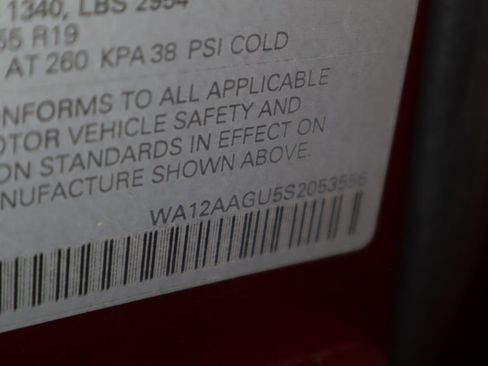 1340, LBS 2954
55 R19
AT 260 KPA 38 PSI COLD
ONFORMS TO ALL APPLICABLE
OTOR VEHICLE SAFETY AND
ON STANDARDS IN EFFECT ON
NUFACTURE SHOWN ABOVE.
WA12AAGU5S2053556